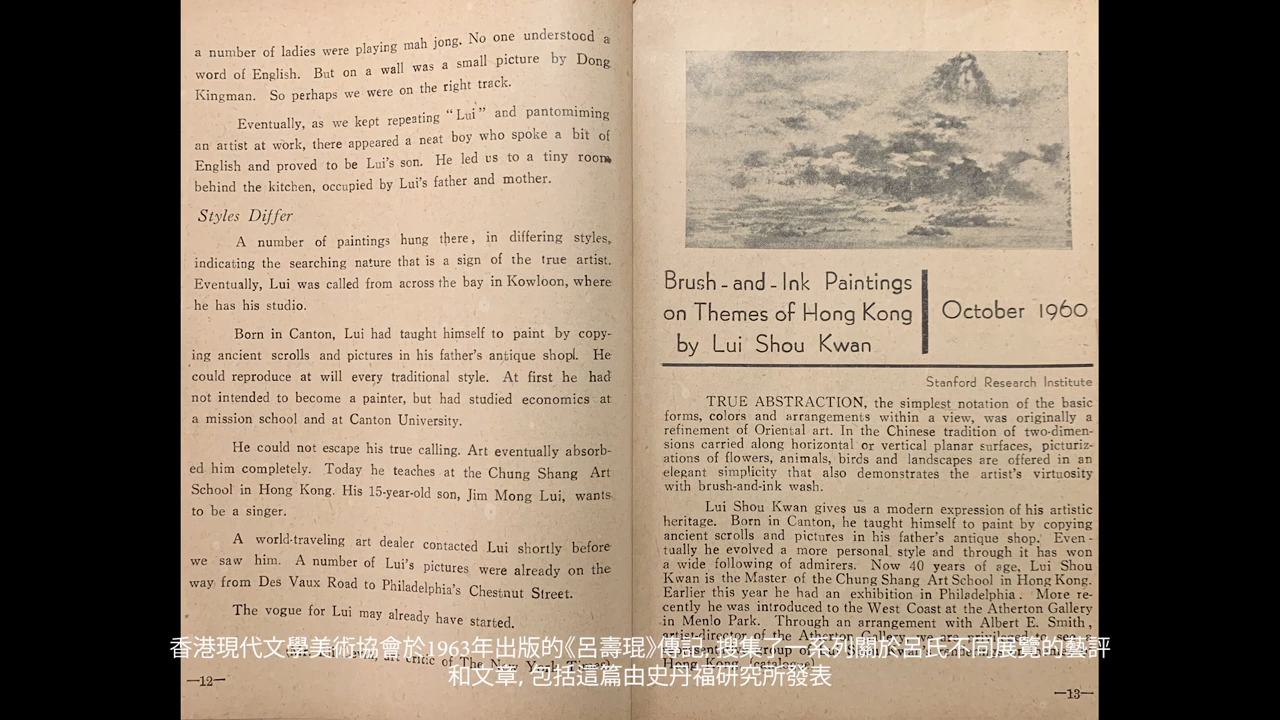 a number of ladies were playing mah jong. No one understood a
word of English. But on a wall was a small picture by Dong
Kingman. So perhaps we were on the right track.
Eventually, as we kept repeating "Lui" and pantomiming
an artist at work, there appeared a neat boy who spoke a bit of
English and proved to be Lui's son. He led us to a tiny room
behind the kitchen, occupied by Lui's father and mother.
Styles Differ
A number of paintings hung there, in differing styles,
indicating the searching nature that is a sign of the true artist.
Eventually, Lui was called from across the bay in Kowloon, where
he has his studio.
Born in Canton, Lui had taught himself to paint by copy-
ing ancient scrolls and pictures in his father's antique shop. He
could reproduce at will every traditional style. At first he had
not intended to become a painter, but had studied economics at
a mission school and at Canton University.
He could not escape his true calling. Art eventually absorb-
ed him completely. Today he teaches at the Chung Shang Art
School in Hong Kong. His 15-year-old son, Jim Mong Lui, wants
to be a singer.
A world-traveling art dealer contacted Lui shortly before
we saw him. A number of Lui's pictures were already on the
way from Des Vaux Road to Philadelphia's Chestnut Street.
The vogue for Lui may already have started.
art critic of The New York Times
—12—
Brush-and-Ink Paintings
on Themes of Hong Kong
by Lui Shou Kwan
October 1960
Stanford Research Institute
TRUE ABSTRACTION, the simplest notation of the basic
forms, colors and arrangements within a view, was originally a
refinement of Oriental art. In the Chinese tradition of two-dimen-
sions carried along horizontal or vertical planar surfaces, picturiz-
ations of flowers, animals, birds and landscapes are offered in an
elegant simplicity that also demonstrates the artist's virtuosity
with brush-and-ink wash.
Lui Shou Kwan gives us a modern expression of his artistic
heritage. Born in Canton, he taught himself to paint by copying
ancient scrolls and pictures in his father's antique shop. Even-
tually he evolved a more personal style and through it has won
a wide following of admirers. Now 40 years of age, Lui Shou
Kwan is the Master of the Chung Shang Art School in Hong Kong.
Earlier this year he had an exhibition in Philadelphia. More re-
cently he was introduced to the West Coast at the Atherton Gallery
in Menlo Park. Through an arrangement with Albert E. Smith,
artist-director of the Atherton Gallery,
Hong Kong. (catalogue)
—13—
香港現代文學美術協會於1963年出版的《呂壽琨》傳記, 搜集了一系列關於呂氏不同展覽的藝評
和文章, 包括這篇由史丹福研究所發表